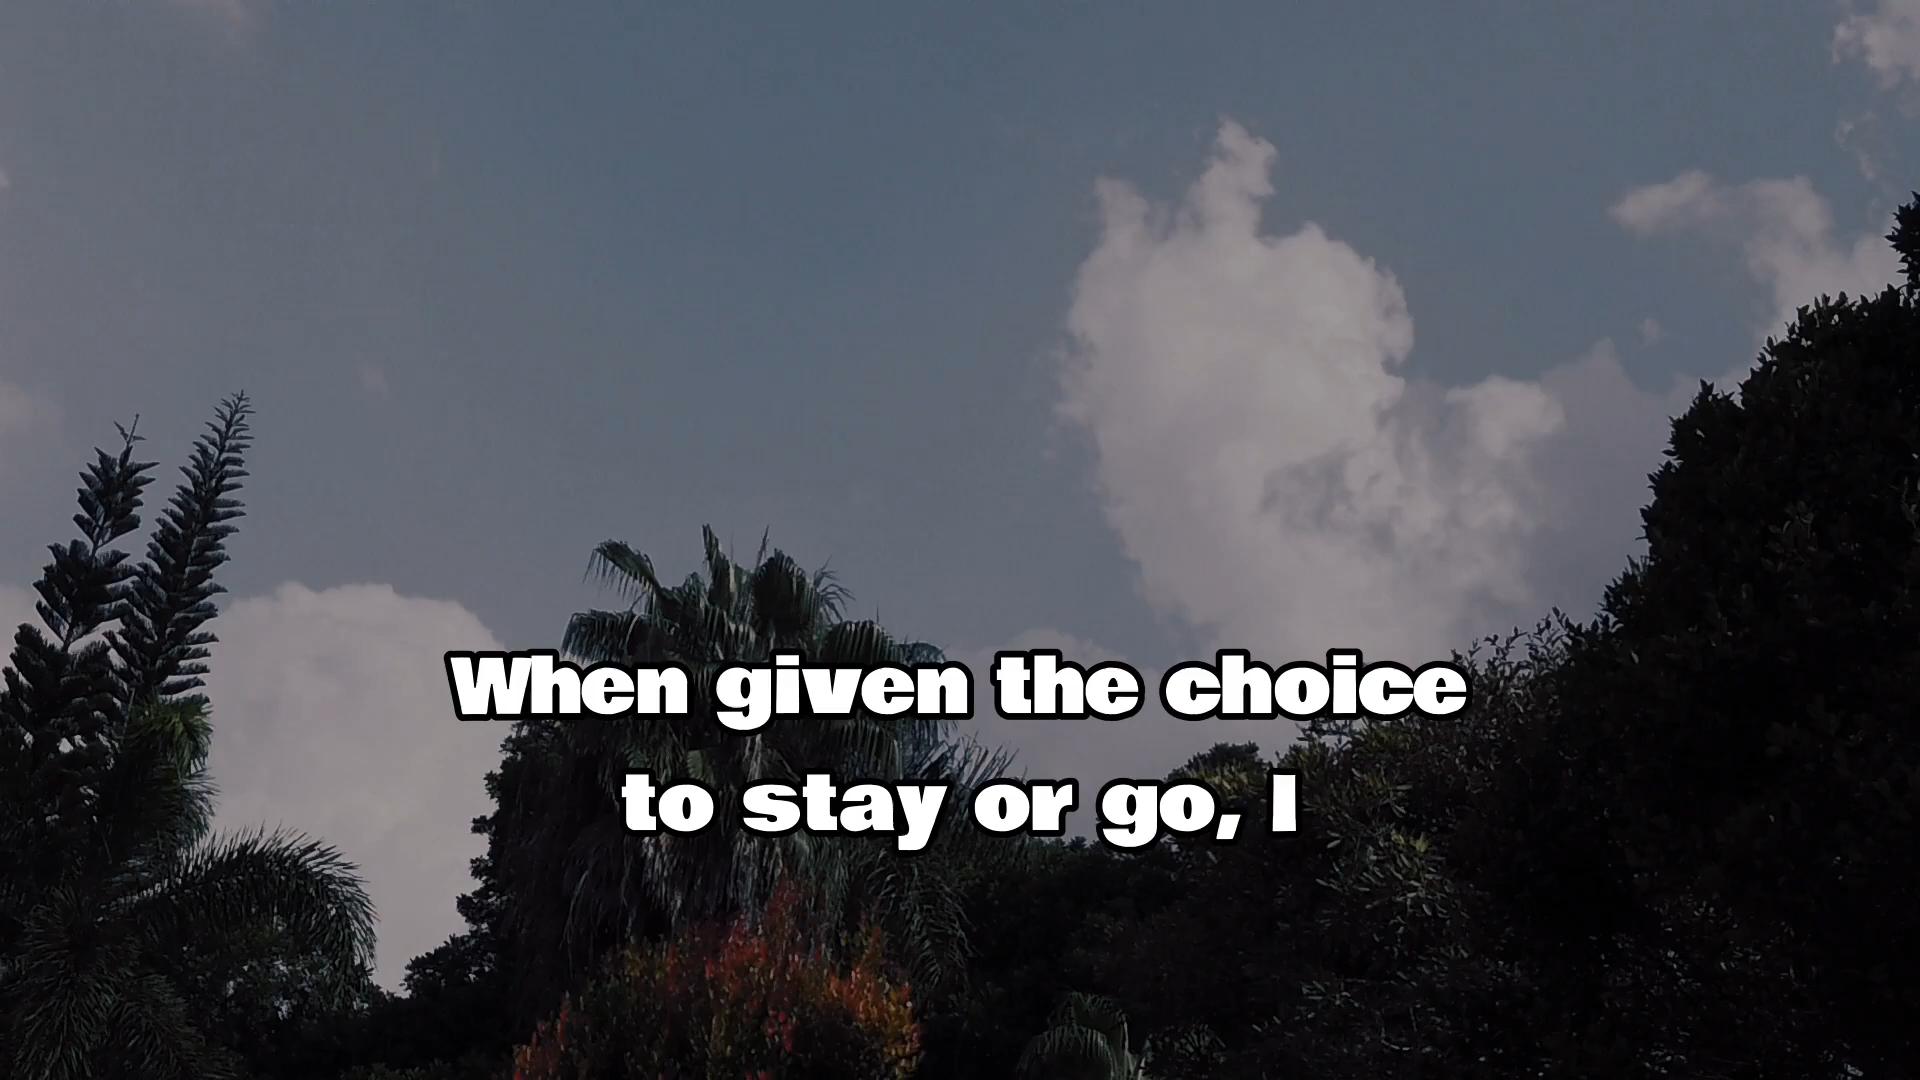 When given the choice
to stay or go, I